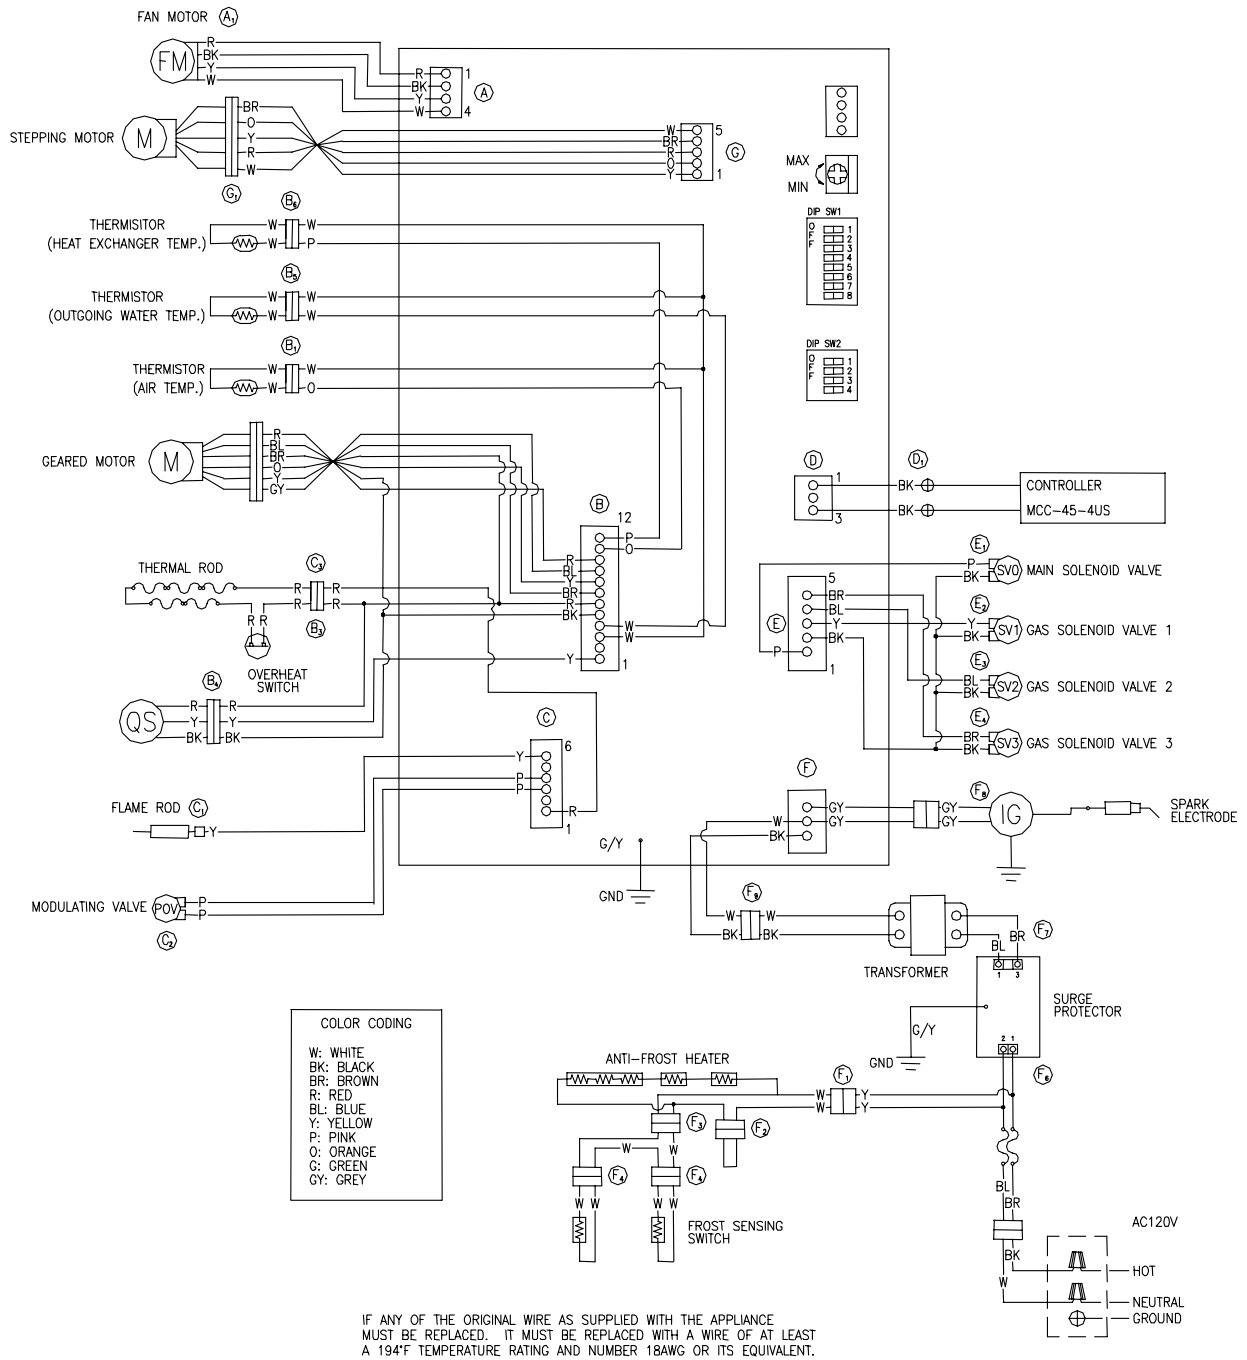 FAN MOTOR A1
FM
R
BK
Y
W
R 1
BK
Y
W 4
A
STEPPING MOTOR M
BR
O
Y
R
W
G1
W 5
BR
R
O
Y 1
G
MAX
MIN
DIP SW1
OFF
1
2
3
4
5
6
7
8
THERMISITOR
(HEAT EXCHANGER TEMP.)
B6
W W
W P
THERMISTOR
(OUTGOING WATER TEMP.)
B5
W W
W W
THERMISTOR
(AIR TEMP.)
B1
W W
W O
DIP SW2
OFF
1
2
3
4
GEARED MOTOR M
R
BL
BR
O
Y
GY
B
12
P
O
R
BL
Y
BR
R
BK
W
W
Y 1
D
1
3
D1
BK
BK
CONTROLLER
MCC-45-4US
THERMAL ROD
C3
R R
R R
B3
R R
OVERHEAT
SWITCH
E
5
BR
BL
Y
BK
P
1
E1
P
BK
SV0 MAIN SOLENOID VALVE
E2
Y
BK
SV1 GAS SOLENOID VALVE 1
E3
BL
BK
SV2 GAS SOLENOID VALVE 2
E4
BR
BK
SV3 GAS SOLENOID VALVE 3
QS
B4
R R
Y Y
BK BK
C
6
Y
P
P
R
1
FLAME ROD C1
Y
MODULATING VALVE POV
P
P
C2
G/Y
GND
F
W
BK
GY
GY
F8
GY
GY
IG
SPARK
ELECTRODE
F9
W W
BK BK
TRANSFORMER
BL
BR
F7
1 3
SURGE
PROTECTOR
G/Y
GND
2 1
F6
COLOR CODING
W: WHITE
BK: BLACK
BR: BROWN
R: RED
BL: BLUE
Y: YELLOW
P: PINK
O: ORANGE
G: GREEN
GY: GREY
ANTI-FROST HEATER
F1
W Y
W Y
F3
F2
W
W
F4
F4
W W
W W
FROST SENSING
SWITCH
BL
BR
BK
W
AC120V
HOT
NEUTRAL
GROUND
IF ANY OF THE ORIGINAL WIRE AS SUPPLIED WITH THE APPLIANCE
MUST BE REPLACED. IT MUST BE REPLACED WITH A WIRE OF AT LEAST
A 194°F TEMPERATURE RATING AND NUMBER 18AWG OR ITS EQUIVALENT.